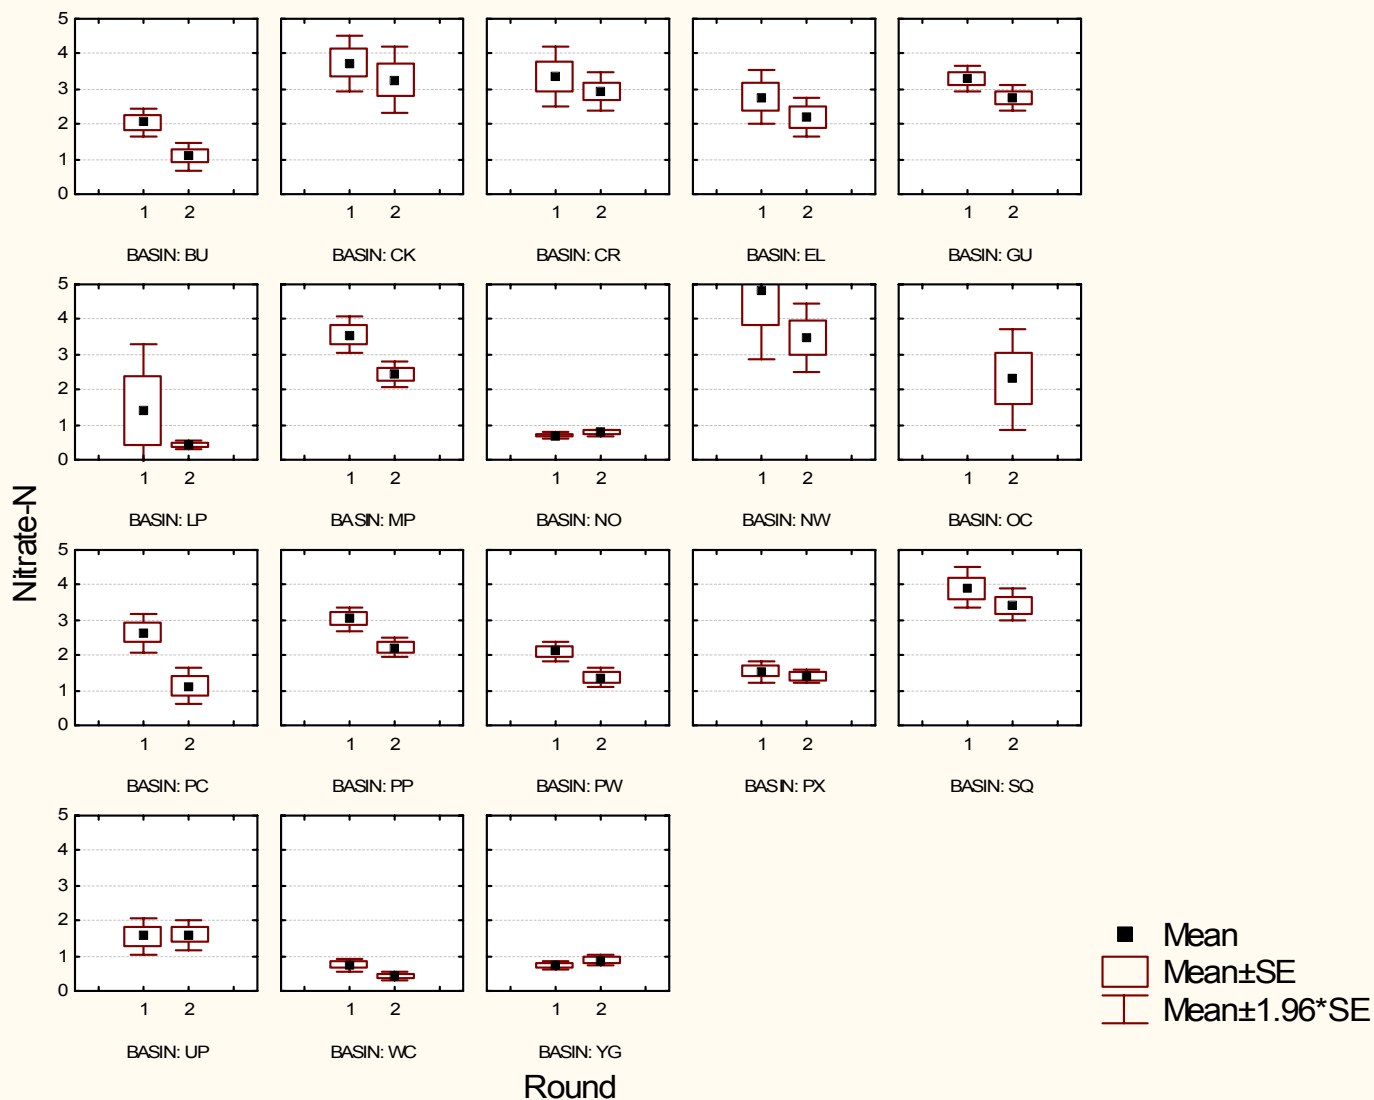 5
4
3
2
1
0
1 2
1 2
1 2
1 2
1 2
BASIN: BU
BASIN: CK
BASIN: CR
BASIN: EL
BASIN: GU
5
4
3
2
1
0
1 2
1 2
1 2
1 2
1 2
BASIN: LP
BASIN: MP
BASIN: NO
BASIN: NW
BASIN: OC
Nitrate-N
5
4
3
2
1
0
1 2
1 2
1 2
1 2
1 2
BASIN: PC
BASIN: PP
BASIN: PW
BASIN: PX
BASIN: SQ
5
4
3
2
1
0
1 2
1 2
1 2
BASIN: UP
BASIN: WC
BASIN: YG
Round
Mean
Mean±SE
Mean±1.96*SE